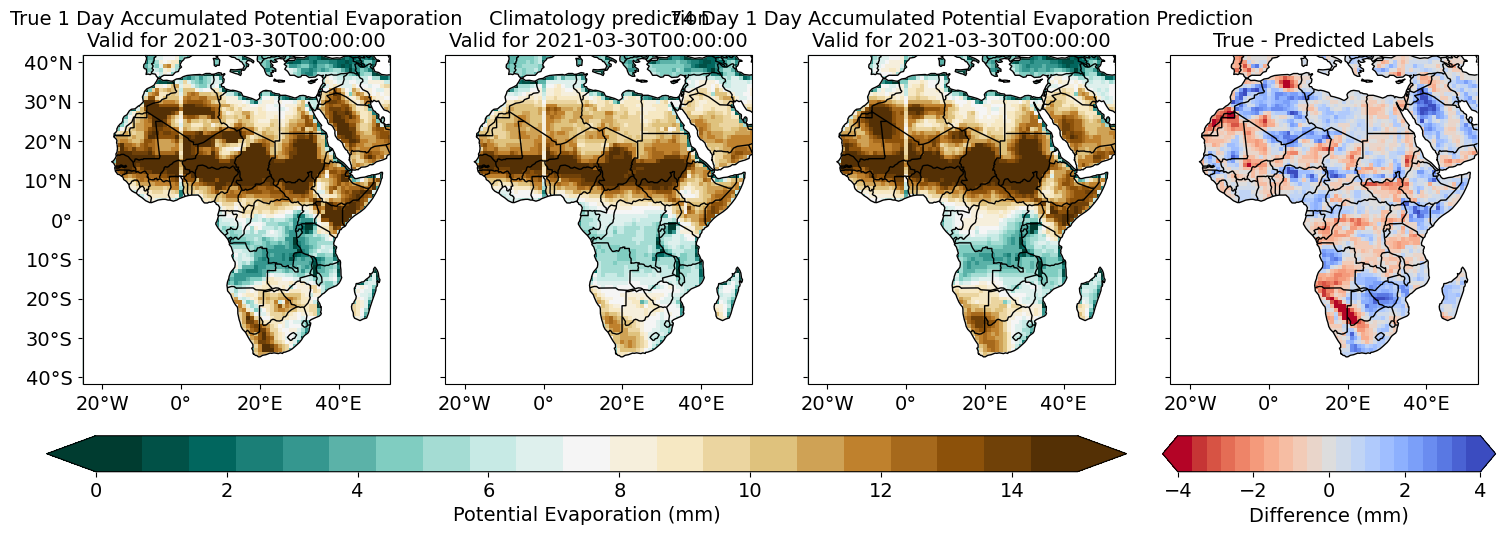 True 1 Day Accumulated Potential Evaporation
Valid for 2021-03-30T00:00:00
Climatology prediction
Valid for 2021-03-30T00:00:00
Day 1 Day Accumulated Potential Evaporation Prediction
Valid for 2021-03-30T00:00:00
True - Predicted Labels
40°N
30°N
20°N
10°N
0°
10°S
20°S
30°S
40°S
20°W 0° 20°E 40°E
20°W 0° 20°E 40°E
20°W 0° 20°E 40°E
20°W 0° 20°E 40°E
0 2 4 6 8 10 12 14
Potential Evaporation (mm)
−4 −2 0 2 4
Difference (mm)